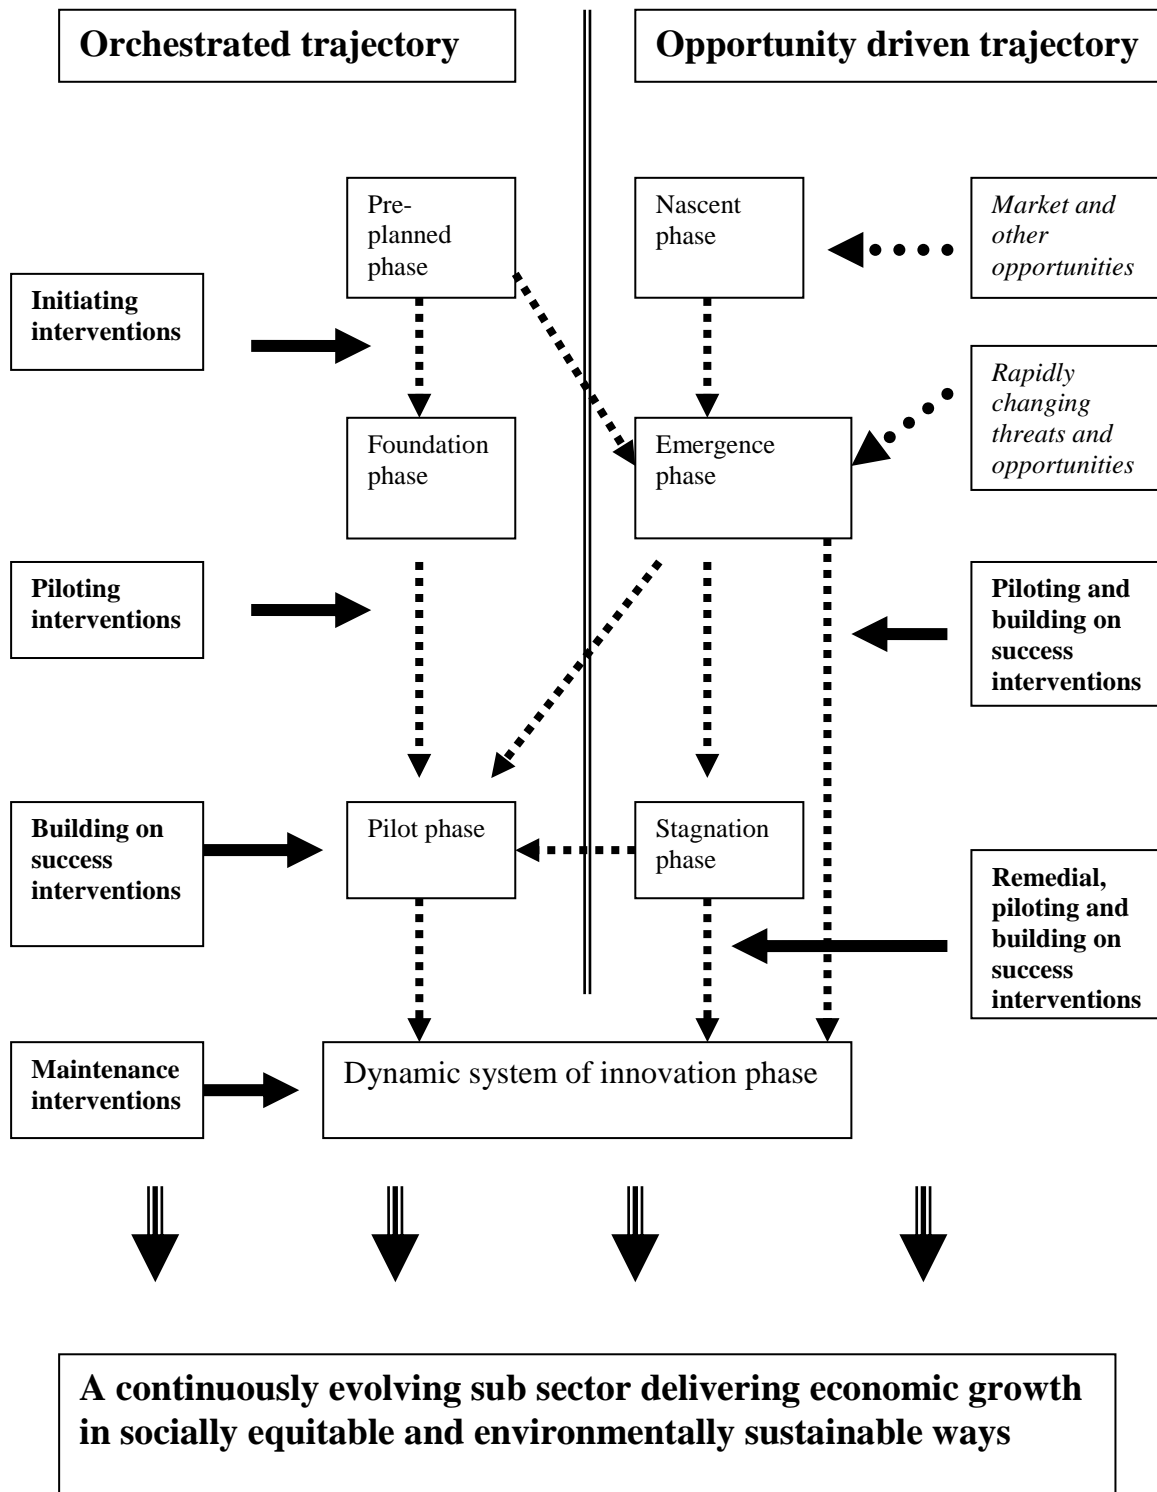 Orchestrated trajectory
Opportunity driven trajectory
Pre-
planned
phase
Nascent
phase
Market and
other
opportunities
Initiating
interventions
Rapidly
changing
threats and
opportunities
Foundation
phase
Emergence
phase
Piloting
interventions
Piloting and
building on
success
interventions
Building on
success
interventions
Pilot phase
Stagnation
phase
Remedial,
piloting and
building on
success
interventions
Maintenance
interventions
Dynamic system of innovation phase
A continuously evolving sub sector delivering economic growth
in socially equitable and environmentally sustainable ways